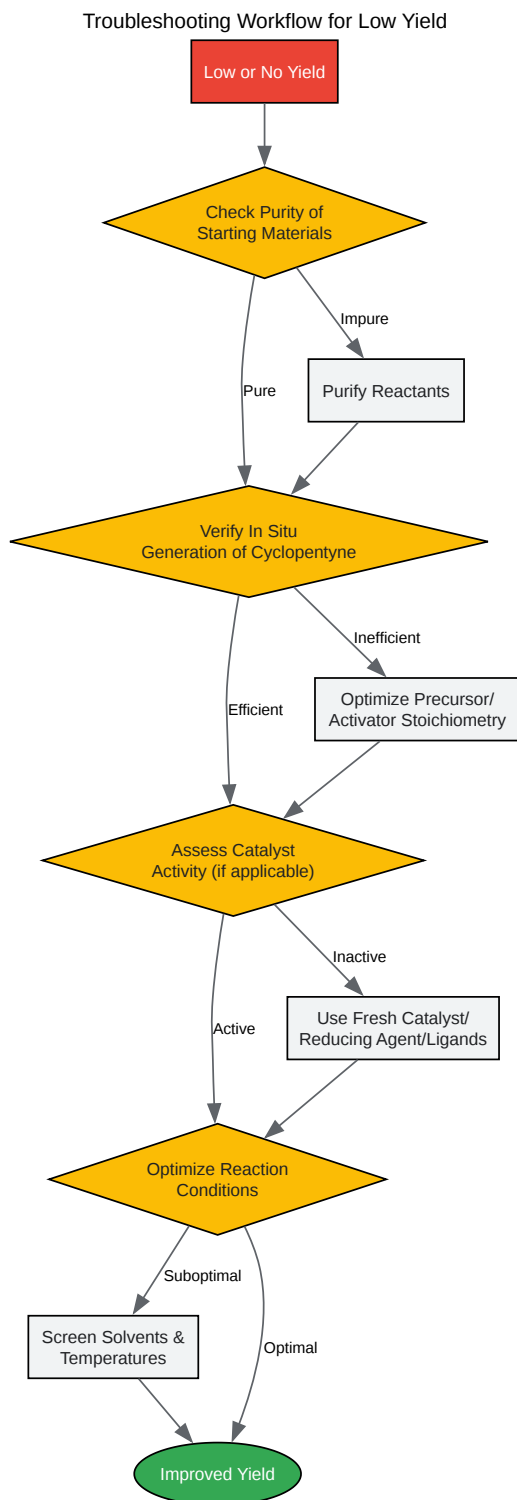 Troubleshooting Workflow for Low Yield
Low or No Yield
Check Purity of
Starting Materials
Impure
Pure
Purify Reactants
Verify In Situ
Generation of Cyclopentyne
Inefficient
Efficient
Optimize Precursor/
Activator Stoichiometry
Assess Catalyst
Activity (if applicable)
Inactive
Active
Use Fresh Catalyst/
Reducing Agent/Ligands
Optimize Reaction
Conditions
Suboptimal
Optimal
Screen Solvents &
Temperatures
Improved Yield